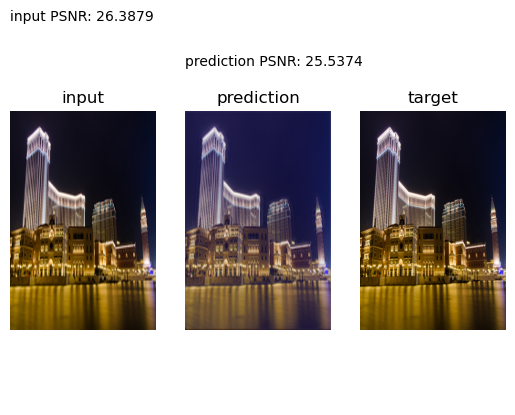 input PSNR: 26.3879
prediction PSNR: 25.5374
input
prediction
target